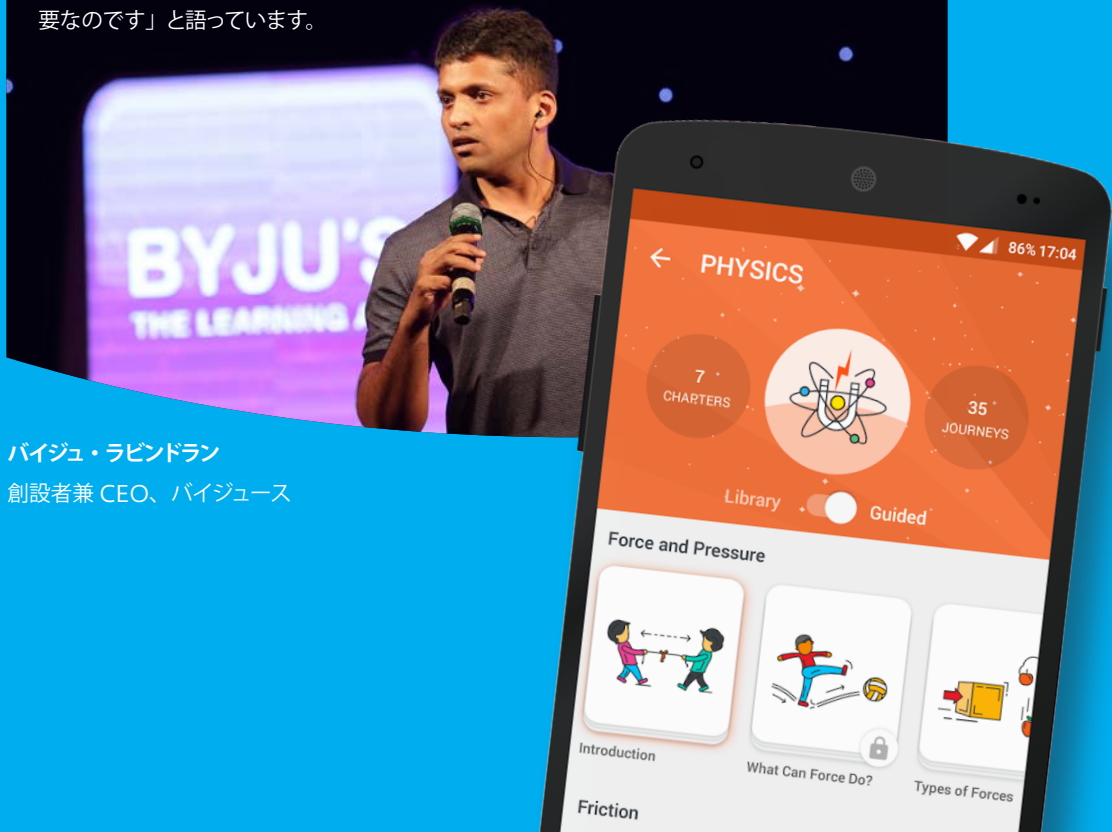 要なのです」と語っています。
BYJU'S
THE LEARNING A
バイジュ・ラビンドラン
創設者兼 CEO、バイジュース
86% 17:04
PHYSICS
7
CHARTERS
35
JOURNEYS
Library
Guided
Force and Pressure
Introduction
What Can Force Do?
Types of Forces
Friction